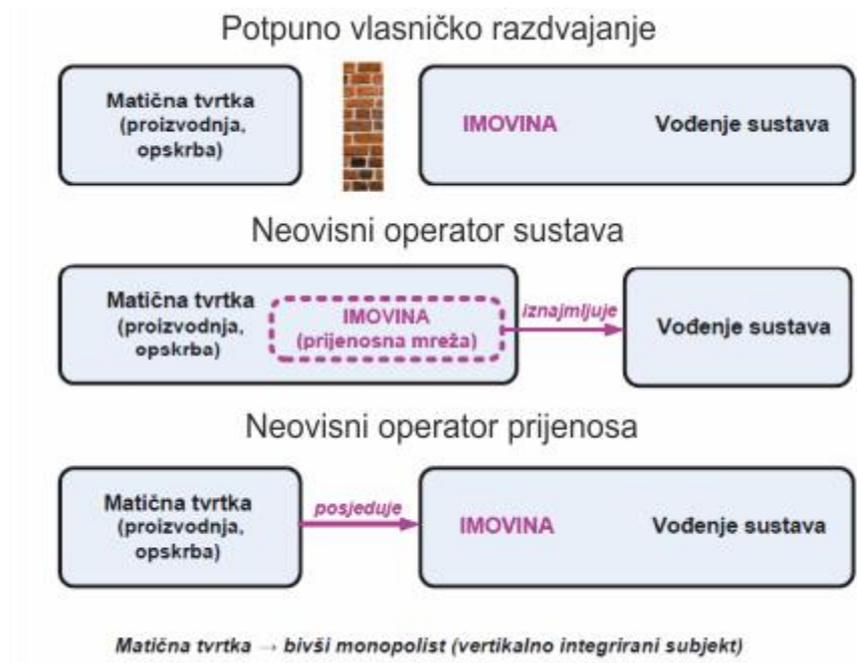 Potpuno vlasničko razdvajanje
Matična tvrtka
(proizvodnja,
opskrba)
IMOVINA
Vođenje sustava
Neovisni operator sustava
Matična tvrtka
(proizvodnja,
opskrba)
IMOVINA
(prijenosna mreža)
iznajmljuje
Vođenje sustava
Neovisni operator prijenosa
Matična tvrtka
(proizvodnja,
opskrba)
posjeduje
IMOVINA
Vođenje sustava
Matična tvrtka → bivši monopolist (vertikalno integrirani subjekt)